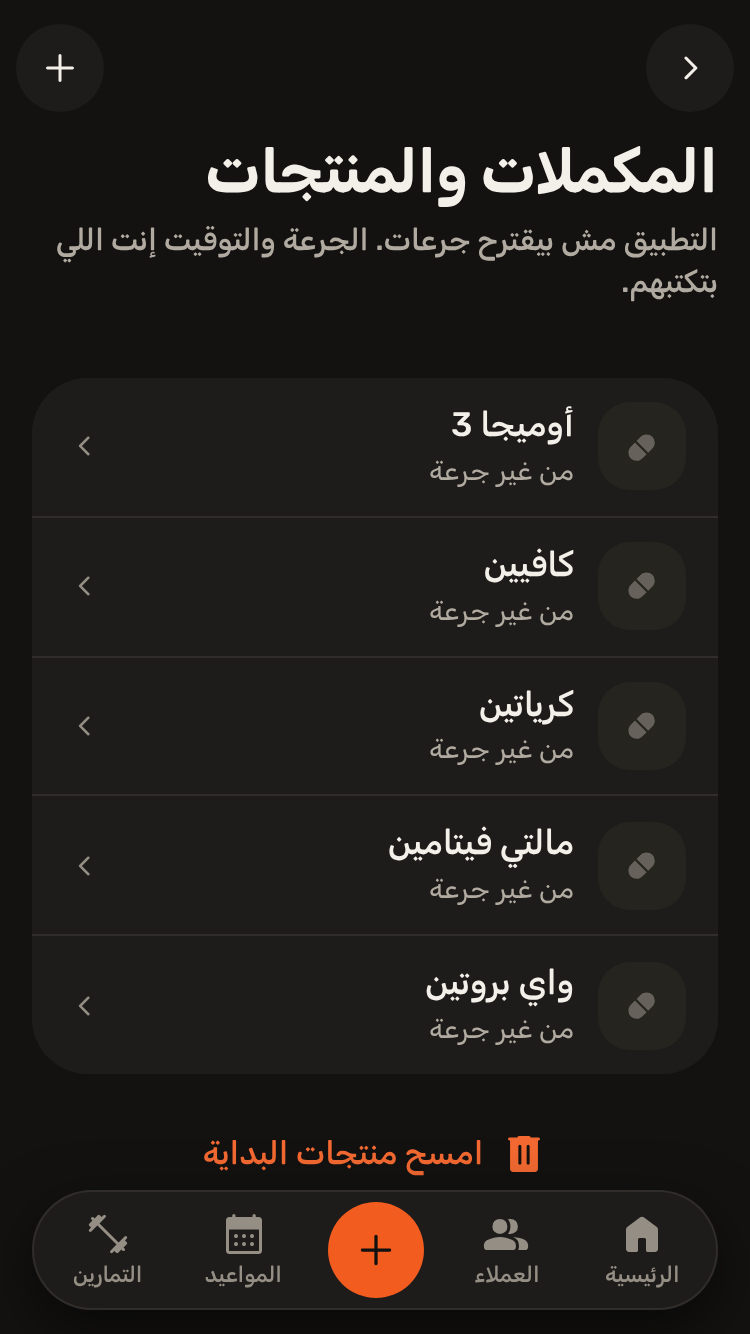 المكملات والمنتجات
التطبيق مش بيقترح جرعات. الجرعة والتوقيت إنت اللي
بتكتبهم.
أوميجا 3
من غير جرعة
كافيين
من غير جرعة
كرياتين
من غير جرعة
مالتي فيتامين
من غير جرعة
واي بروتين
من غير جرعة
امسح منتجات البداية
الرئيسية
العملاء
المواعيد
التمارين